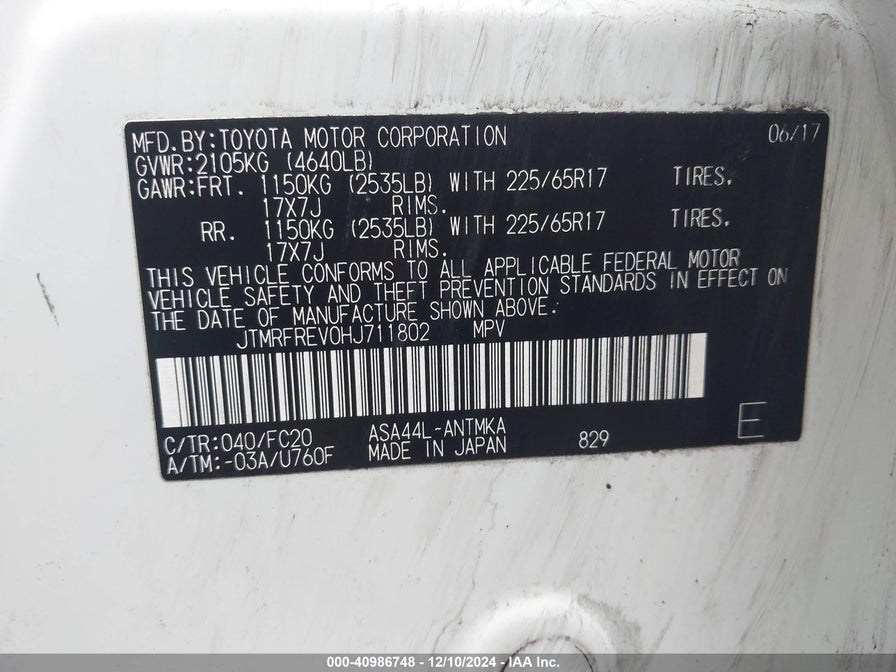 MFD.BY:TOYOTA MOTOR CORPORATION 06/17
GVWR:2105KG (4640LB)
GAWR:FRT. 1150KG (2535LB) WITH 225/65R17 TIRES.
17X7J RIMS.
RR. 1150KG (2535LB) WITH 225/65R17 TIRES.
17X7J RIMS.
THIS VEHICLE CONFORMS TO ALL APPLICABLE FEDERAL MOTOR
VEHICLE SAFETY AND THEFT PREVENTION STANDARDS IN EFFECT ON
THE DATE OF MANUFACTURE SHOWN ABOVE.
JTMRFREV0HJ711802 MPV
C/TR:040/FC20 ASA44L-ANTMKA 829 E
A/TM:-03A/U760F MADE IN JAPAN
000-40986748 - 12/10/2024 - IAA Inc.